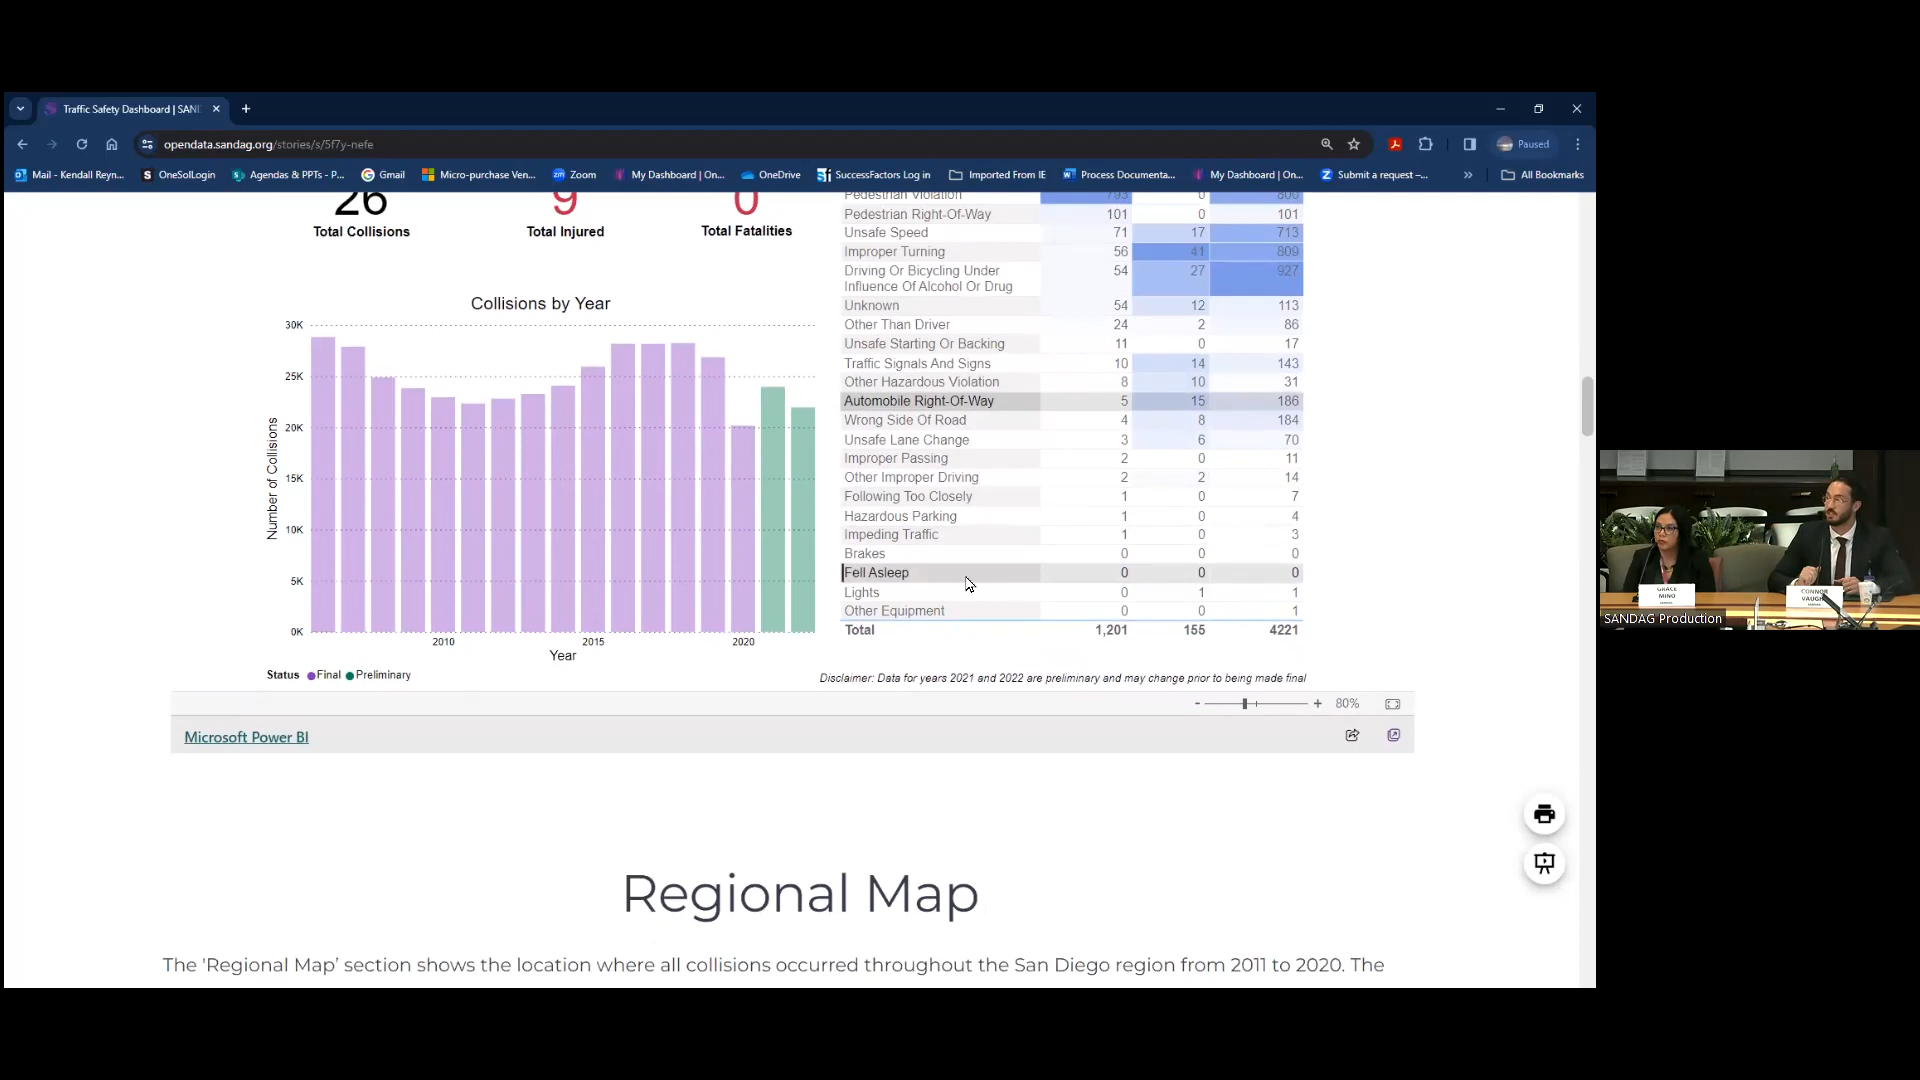 Traffic Safety Dashboard | SAN
opendata.sandag.org/stories/s/5f7y-nefe
Paused
Mail - Kendall Reyn...
OneSolLogin
Agendas & PPTs - P...
Gmail
Micro-purchase Ven...
Zoom
My Dashboard | On...
OneDrive
SuccessFactors Log in
Imported From IE
Process Documenta...
My Dashboard | On...
Submit a request –...
All Bookmarks
26
9
0
Total Collisions
Total Injured
Total Fatalities
Collisions by Year
30K
25K
20K
15K
10K
5K
0K
Number of Collisions
2010
2015
2020
Year
Status Final Preliminary
Pedestrian Violation 793 0 800
Pedestrian Right-Of-Way 101 0 101
Unsafe Speed 71 17 713
Improper Turning 56 41 809
Driving Or Bicycling Under 54 27 927
Influence Of Alcohol Or Drug
Unknown 54 12 113
Other Than Driver 24 2 86
Unsafe Starting Or Backing 11 0 17
Traffic Signals And Signs 10 14 143
Other Hazardous Violation 8 10 31
Automobile Right-Of-Way 5 15 186
Wrong Side Of Road 4 8 184
Unsafe Lane Change 3 6 70
Improper Passing 2 0 11
Other Improper Driving 2 2 14
Following Too Closely 1 0 7
Hazardous Parking 1 0 4
Impeding Traffic 1 0 3
Brakes 0 0 0
Fell Asleep 0 0 0
Lights 0 1 1
Other Equipment 0 0 1
Total 1,201 155 4221
Disclaimer: Data for years 2021 and 2022 are preliminary and may change prior to being made final
- + 80%
Microsoft Power BI
Regional Map
The 'Regional Map' section shows the location where all collisions occurred throughout the San Diego region from 2011 to 2020. The
GRACE
MINO
CONNOR
SANDAG Production